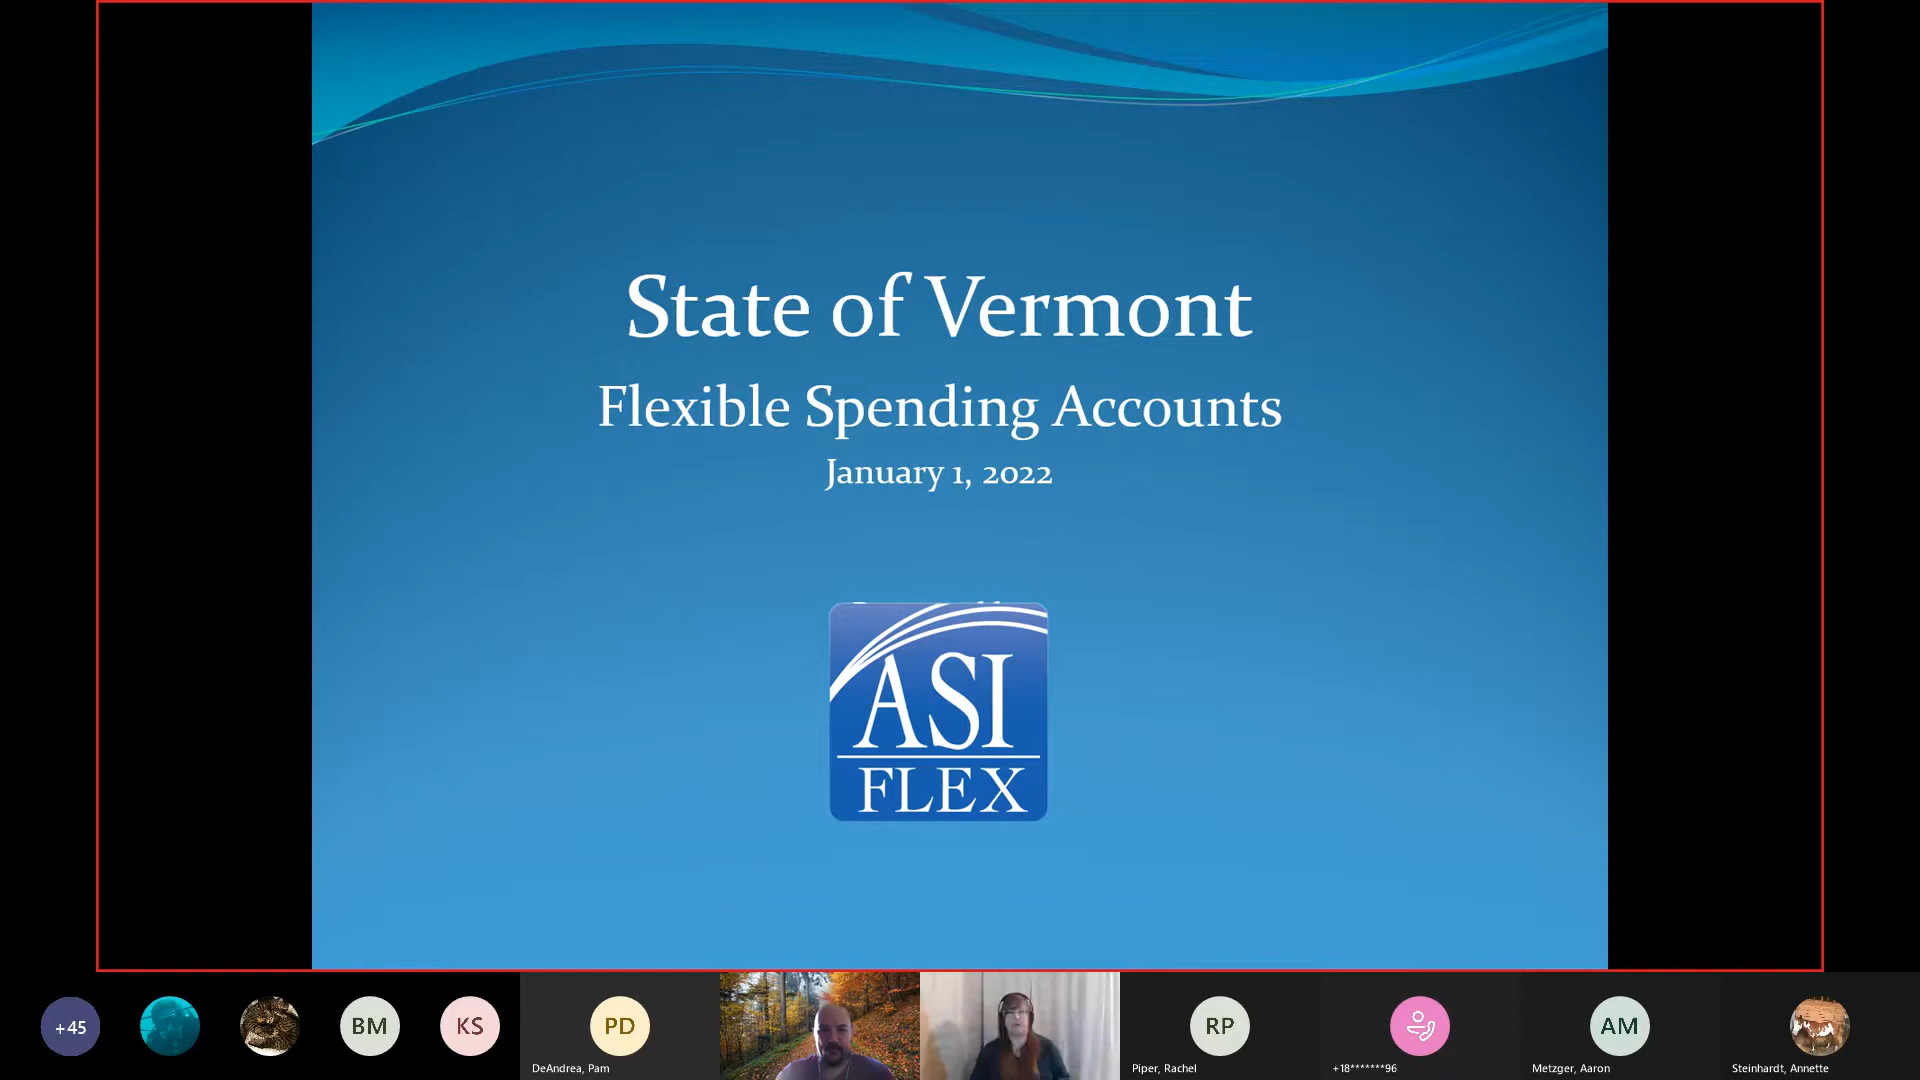 State of Vermont
Flexible Spending Accounts
January 1, 2022
ASI
FLEX
+45
BM
KS
PD
DeAndrea, Pam
RP
Piper, Rachel
+18*******96
AM
Metzger, Aaron
Steinhardt, Annette